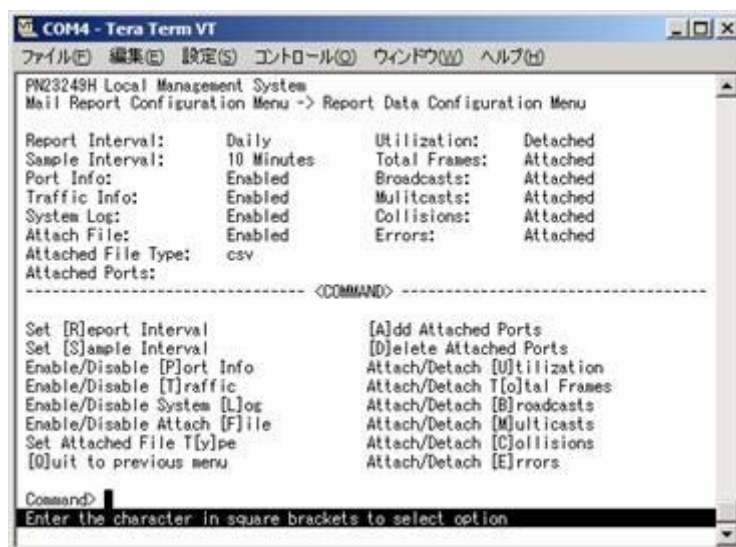 COM4 - Tera Term VT
ファイル(F) 編集(E) 設定(S) コントロール(O) ウィンドウ(W) ヘルプ(H)
PN23249H Local Management System
Mail Report Configuration Menu -> Report Data Configuration Menu
Report Interval: Daily Utilization: Detached
Sample Interval: 10 Minutes Total Frames: Attached
Port Info: Enabled Broadcasts: Attached
Traffic Info: Enabled Mulitcasts: Attached
System Log: Enabled Collisions: Attached
Attach File: Enabled Errors: Attached
Attached File Type: csv
Attached Ports:
-------------------------------- <COMMAND> -----------------------------------
Set [R]eport Interval [A]dd Attached Ports
Set [S]ample Interval [D]elete Attached Ports
Enable/Disable [P]ort Info Attach/Detach [U]tilization
Enable/Disable [T]raffic Attach/Detach T[o]tal Frames
Enable/Disable System [L]og Attach/Detach [B]roadcasts
Enable/Disable Attach [F]ile Attach/Detach [M]ulticasts
Set Attached File T[y]pe Attach/Detach [C]ollisions
[Q]uit to previous menu Attach/Detach [E]rrors
Command>
Enter the character in square brackets to select option